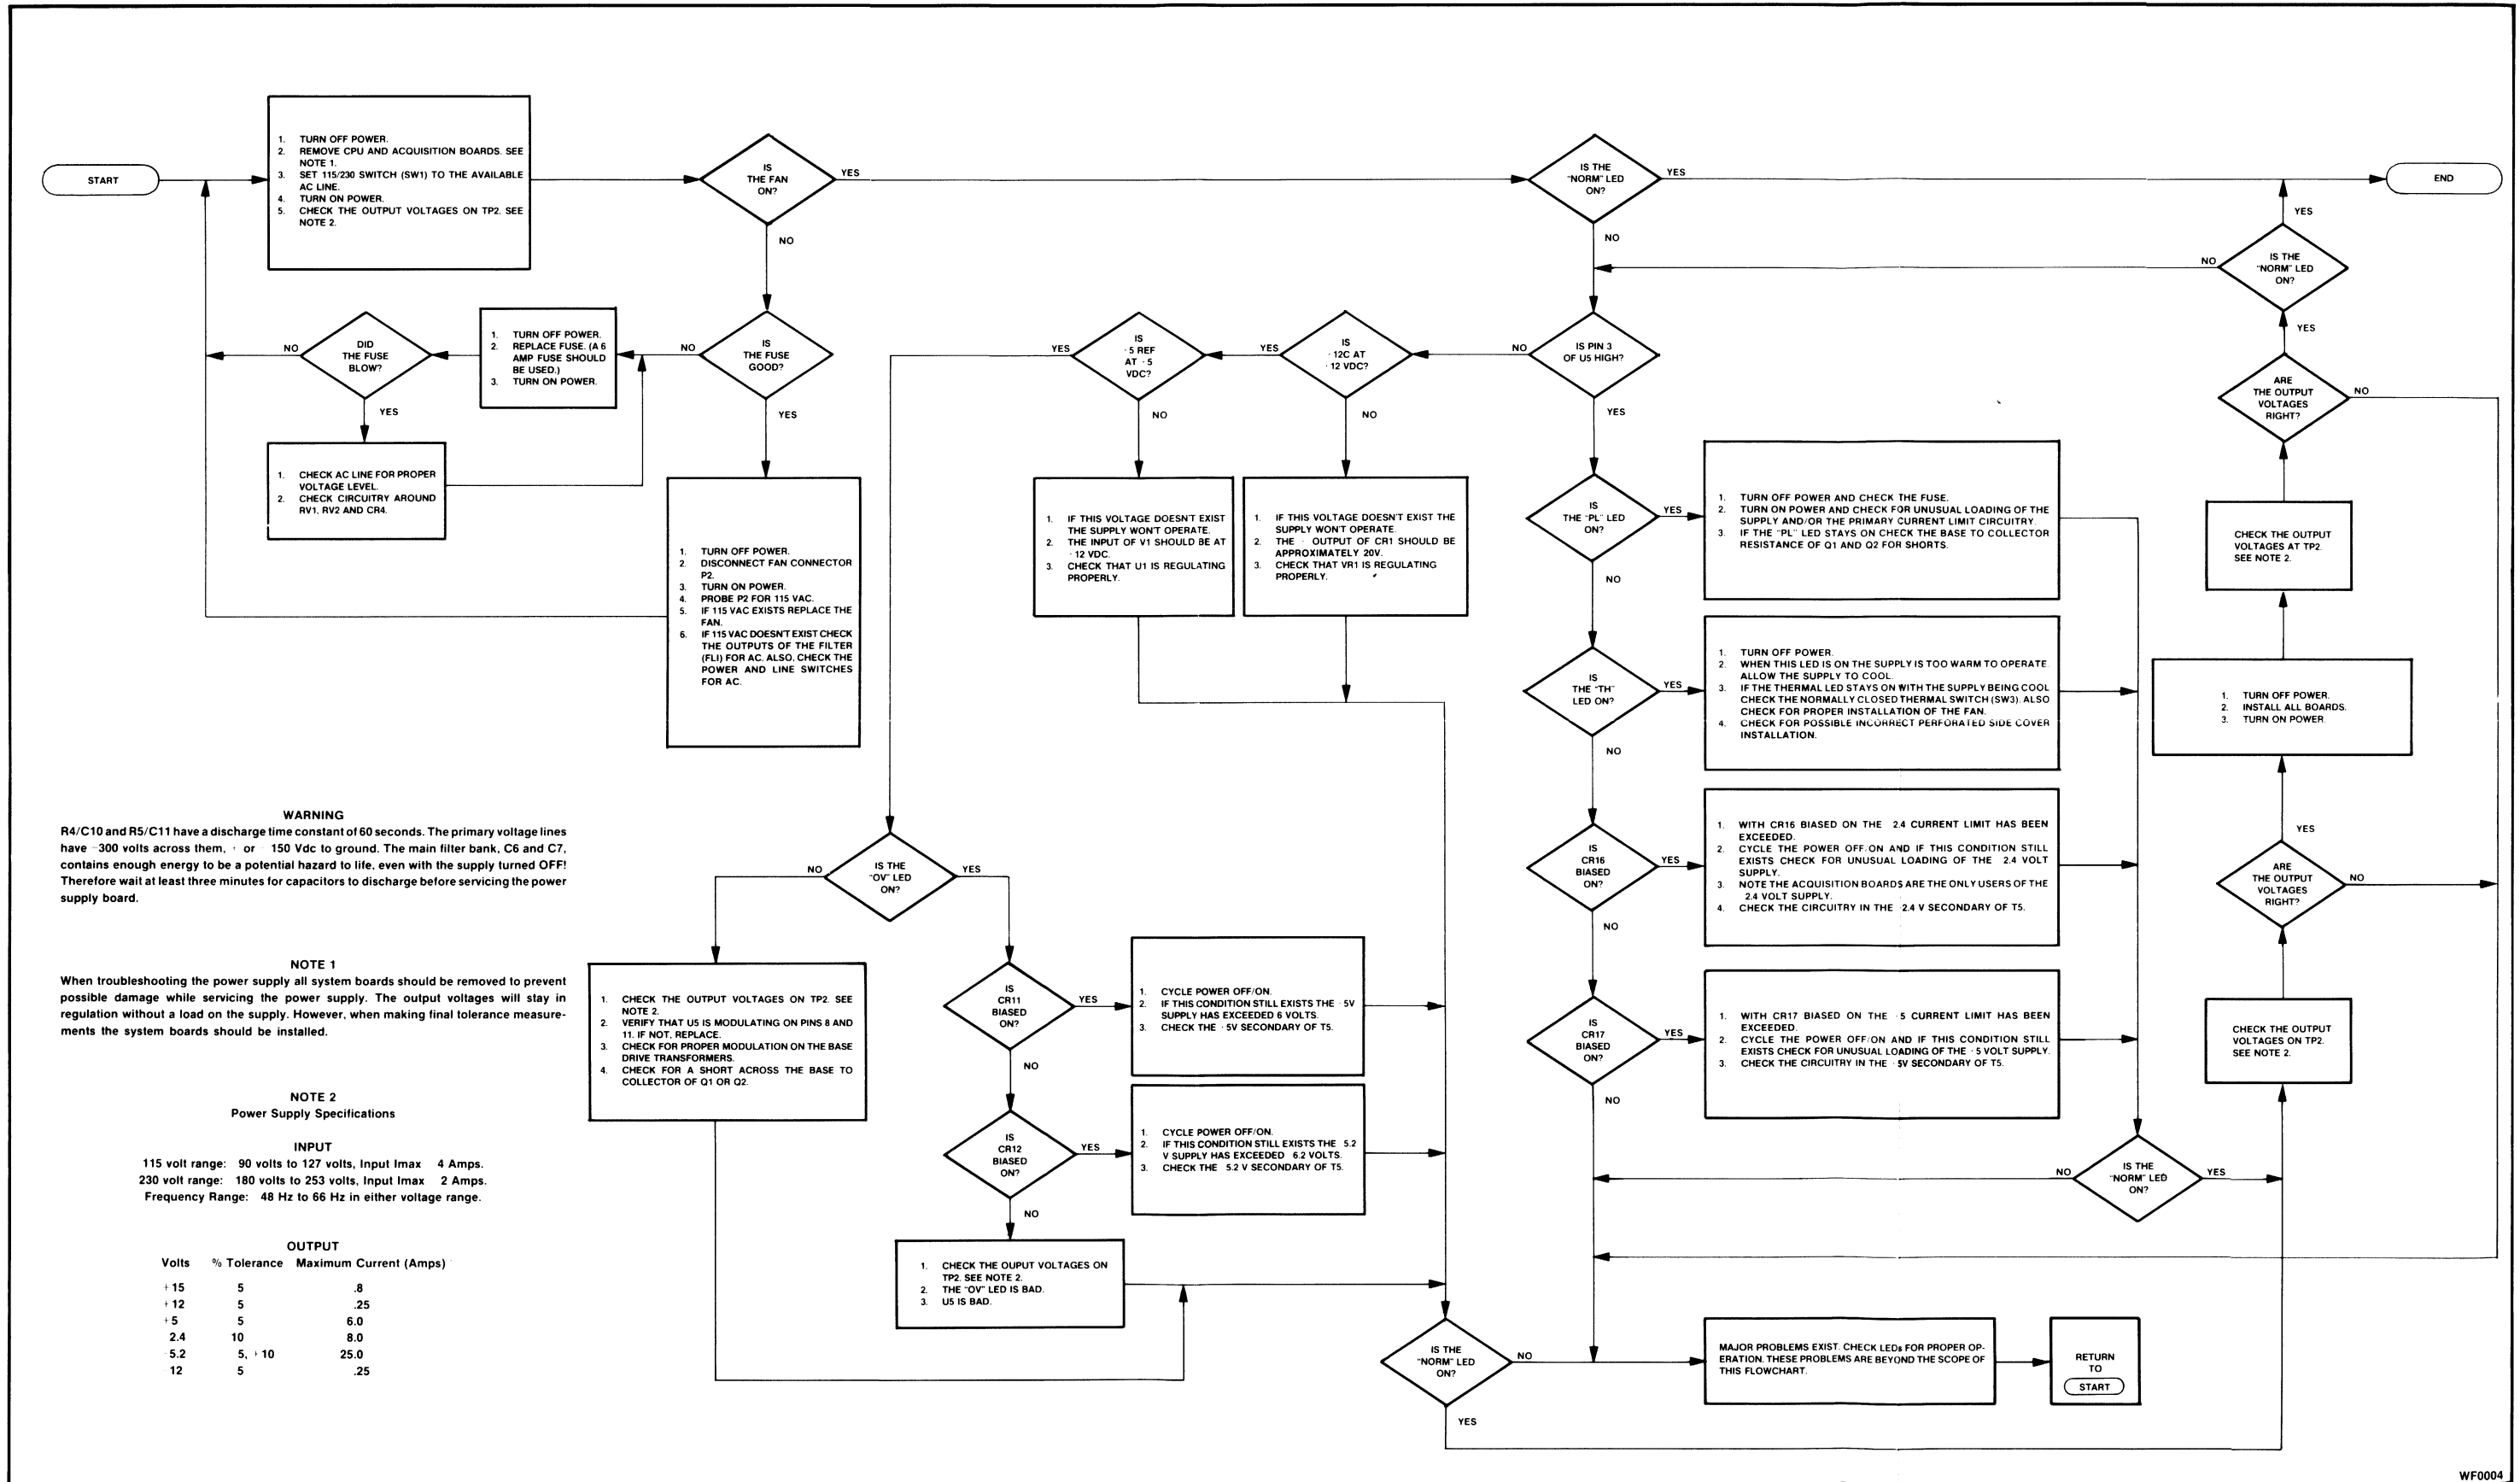 START
1. TURN OFF POWER.
2. REMOVE CPU AND ACQUISITION BOARDS. SEE
NOTE 1.
3. SET 115/230 SWITCH (SW1) TO THE AVAILABLE
AC LINE.
4. TURN ON POWER.
5. CHECK THE OUTPUT VOLTAGES ON TP2. SEE
NOTE 2.
IS
THE FAN
ON?
YES
NO
IS THE
"NORM" LED
ON?
YES
NO
END
YES
IS THE
"NORM" LED
ON?
NO
YES
DID
THE FUSE
BLOW?
NO
YES
1. TURN OFF POWER.
2. REPLACE FUSE. (A 6
AMP FUSE SHOULD
BE USED.)
3. TURN ON POWER.
IS
THE FUSE
GOOD?
NO
YES
IS
5 REF
AT 5
VDC?
YES
NO
IS
12C AT
12 VDC?
YES
NO
IS PIN 3
OF U5 HIGH?
NO
YES
ARE
THE OUTPUT
VOLTAGES
RIGHT?
NO
1. CHECK AC LINE FOR PROPER
VOLTAGE LEVEL.
2. CHECK CIRCUITRY AROUND
RV1, RV2 AND CR4.
1. TURN OFF POWER.
2. DISCONNECT FAN CONNECTOR
P2.
3. TURN ON POWER.
4. PROBE P2 FOR 115 VAC.
5. IF 115 VAC EXISTS REPLACE THE
FAN.
6. IF 115 VAC DOESN'T EXIST CHECK
THE OUTPUTS OF THE FILTER
(FLI) FOR AC. ALSO, CHECK THE
POWER AND LINE SWITCHES
FOR AC.
1. IF THIS VOLTAGE DOESN'T EXIST
THE SUPPLY WON'T OPERATE.
2. THE INPUT OF V1 SHOULD BE AT
12 VDC.
3. CHECK THAT U1 IS REGULATING
PROPERLY.
1. IF THIS VOLTAGE DOESN'T EXIST THE
SUPPLY WON'T OPERATE.
2. THE OUTPUT OF CR1 SHOULD BE
APPROXIMATELY 20V.
3. CHECK THAT VR1 IS REGULATING
PROPERLY.
IS
THE "PL" LED
ON?
YES
NO
1. TURN OFF POWER AND CHECK THE FUSE.
2. TURN ON POWER AND CHECK FOR UNUSUAL LOADING OF THE
SUPPLY AND/OR THE PRIMARY CURRENT LIMIT CIRCUITRY.
3. IF THE "PL" LED STAYS ON CHECK THE BASE TO COLLECTOR
RESISTANCE OF Q1 AND Q2 FOR SHORTS.
CHECK THE OUTPUT
VOLTAGES AT TP2.
SEE NOTE 2.
IS
THE "TH"
LED ON?
YES
NO
1. TURN OFF POWER.
2. WHEN THIS LED IS ON THE SUPPLY IS TOO WARM TO OPERATE.
ALLOW THE SUPPLY TO COOL.
3. IF THE THERMAL LED STAYS ON WITH THE SUPPLY BEING COOL
CHECK THE NORMALLY CLOSED THERMAL SWITCH (SW3). ALSO
CHECK FOR PROPER INSTALLATION OF THE FAN.
4. CHECK FOR POSSIBLE INCORRECT PERFORATED SIDE COVER
INSTALLATION.
1. TURN OFF POWER.
2. INSTALL ALL BOARDS.
3. TURN ON POWER
YES
WARNING
R4/C10 and R5/C11 have a discharge time constant of 60 seconds. The primary voltage lines
have 300 volts across them, or 150 Vdc to ground. The main filter bank, C6 and C7,
contains enough energy to be a potential hazard to life, even with the supply turned OFF!
Therefore wait at least three minutes for capacitors to discharge before servicing the power
supply board.
IS THE
"OV" LED
ON?
NO
YES
IS
CR16
BIASED
ON?
YES
NO
1. WITH CR16 BIASED ON THE 2.4 CURRENT LIMIT HAS BEEN
EXCEEDED.
2. CYCLE THE POWER OFF/ON AND IF THIS CONDITION STILL
EXISTS CHECK FOR UNUSUAL LOADING OF THE 2.4 VOLT
SUPPLY.
3. NOTE THE ACQUISITION BOARDS ARE THE ONLY USERS OF THE
2.4 VOLT SUPPLY.
4. CHECK THE CIRCUITRY IN THE 2.4 V SECONDARY OF T5.
ARE
THE OUTPUT
VOLTAGES
RIGHT?
NO
NOTE 1
When troubleshooting the power supply all system boards should be removed to prevent
possible damage while servicing the power supply. The output voltages will stay in
regulation without a load on the supply. However, when making final tolerance measure-
ments the system boards should be installed.
1. CHECK THE OUTPUT VOLTAGES ON TP2. SEE
NOTE 2.
2. VERIFY THAT U5 IS MODULATING ON PINS 8 AND
11. IF NOT, REPLACE.
3. CHECK FOR PROPER MODULATION ON THE BASE
DRIVE TRANSFORMERS.
4. CHECK FOR A SHORT ACROSS THE BASE TO
COLLECTOR OF Q1 OR Q2.
IS
CR11
BIASED
ON?
YES
NO
1. CYCLE POWER OFF/ON.
2. IF THIS CONDITION STILL EXISTS THE 5V
SUPPLY HAS EXCEEDED 6 VOLTS.
3. CHECK THE 5V SECONDARY OF T5.
IS
CR17
BIASED
ON?
YES
NO
1. WITH CR17 BIASED ON THE 5 CURRENT LIMIT HAS BEEN
EXCEEDED.
2. CYCLE THE POWER OFF/ON AND IF THIS CONDITION STILL
EXISTS CHECK FOR UNUSUAL LOADING OF THE 5 VOLT SUPPLY.
3. CHECK THE CIRCUITRY IN THE 5V SECONDARY OF T5.
CHECK THE OUTPUT
VOLTAGES ON TP2.
SEE NOTE 2.
NOTE 2
Power Supply Specifications
INPUT
115 volt range: 90 volts to 127 volts, Input Imax 4 Amps.
230 volt range: 180 volts to 253 volts, Input Imax 2 Amps.
Frequency Range: 48 Hz to 66 Hz in either voltage range.
IS
CR12
BIASED
ON?
YES
NO
1. CYCLE POWER OFF/ON.
2. IF THIS CONDITION STILL EXISTS THE 5.2
V SUPPLY HAS EXCEEDED 6.2 VOLTS.
3. CHECK THE 5.2 V SECONDARY OF T5.
NO
IS THE
"NORM" LED
ON?
YES
OUTPUT
Volts % Tolerance Maximum Current (Amps)
+15 5 .8
+12 5 .25
+5 5 6.0
2.4 10 8.0
-5.2 5, +10 25.0
12 5 .25
1. CHECK THE OUPUT VOLTAGES ON
TP2. SEE NOTE 2.
2. THE "OV" LED IS BAD.
3. U5 IS BAD.
IS THE
"NORM" LED
ON?
NO
YES
MAJOR PROBLEMS EXIST. CHECK LEDs FOR PROPER OP-
ERATION. THESE PROBLEMS ARE BEYOND THE SCOPE OF
THIS FLOWCHART.
RETURN
TO
START
WF0004